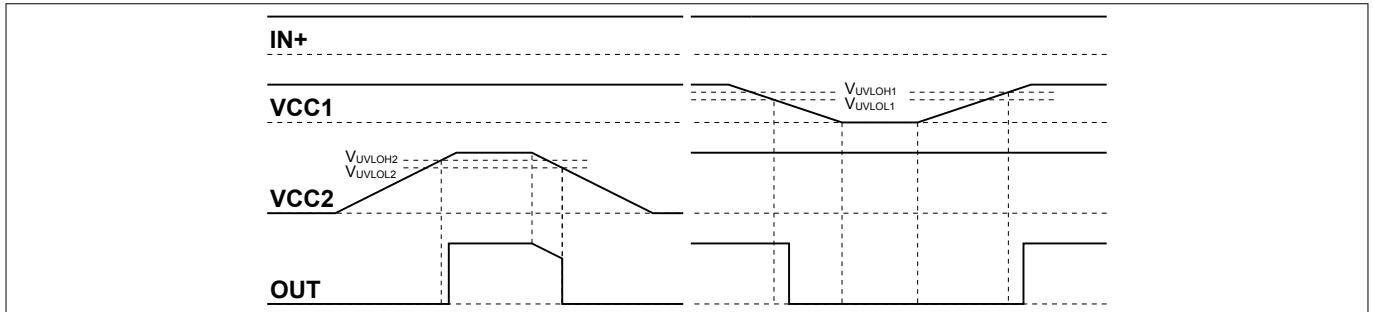 IN+
VCC1
VUVLOH1
VUVLOL1
VUVLOH2
VUVLOL2
VCC2
OUT